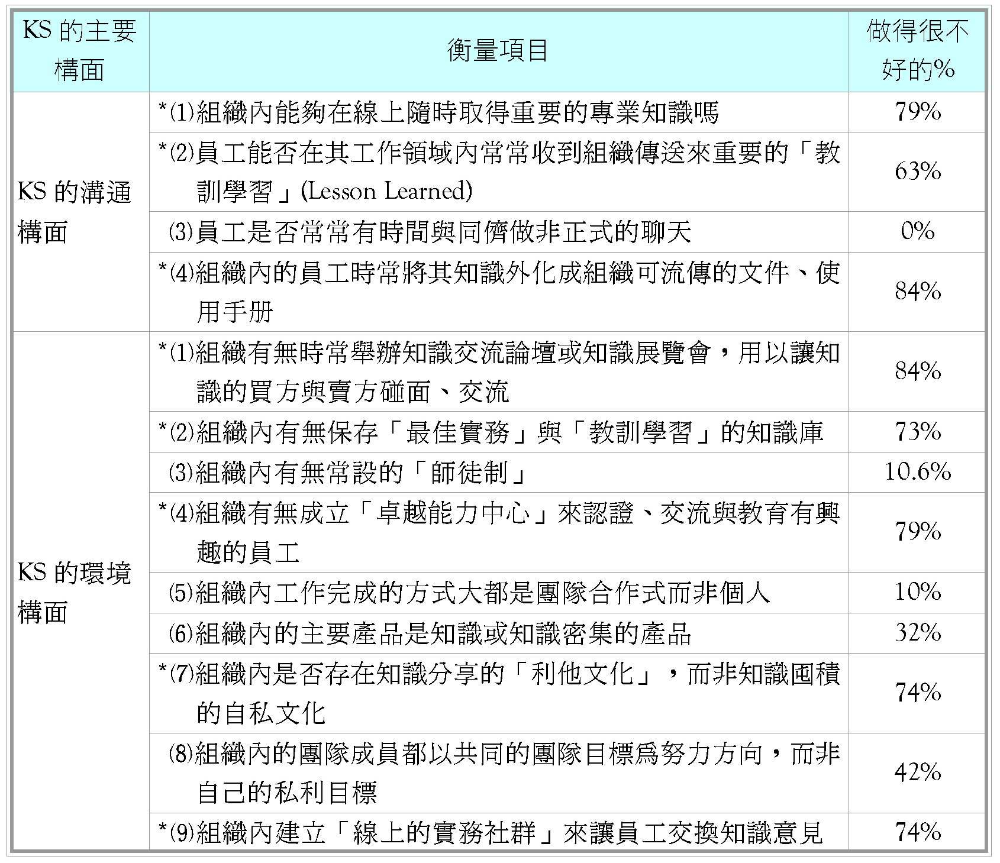 KS 的主要
構面
衡量項目
做得很不
好的%
KS 的溝通
構面
*(1)組織內能夠在線上隨時取得重要的專業知識嗎
79%
*(2)員工能否在其工作領域內常常收到組織傳送來重要的「教
訓學習」(Lesson Learned)
63%
(3)員工是否常常有時間與同儕做非正式的聊天
0%
*(4)組織內的員工時常將其知識外化成組織可流傳的文件、使
用手册
84%
KS 的環境
構面
*(1)組織有無時常舉辦知識交流論壇或知識展覽會，用以讓知
識的買方與賣方碰面、交流
84%
*(2)組織內有無保存「最佳實務」與「教訓學習」的知識庫
73%
(3)組織內有無常設的「師徒制」
10.6%
*(4)組織有無成立「卓越能力中心」來認證、交流與教育有興
趣的員工
79%
(5)組織內工作完成的方式大都是團隊合作式而非個人
10%
(6)組織內的主要產品是知識或知識密集的產品
32%
*(7)組織內是否存在知識分享的「利他文化」，而非知識囤積
的自私文化
74%
(8)組織內的團隊成員都以共同的團隊目標爲努力方向，而非
自己的私利目標
42%
*(9)組織內建立「線上的實務社群」來讓員工交換知識意見
74%